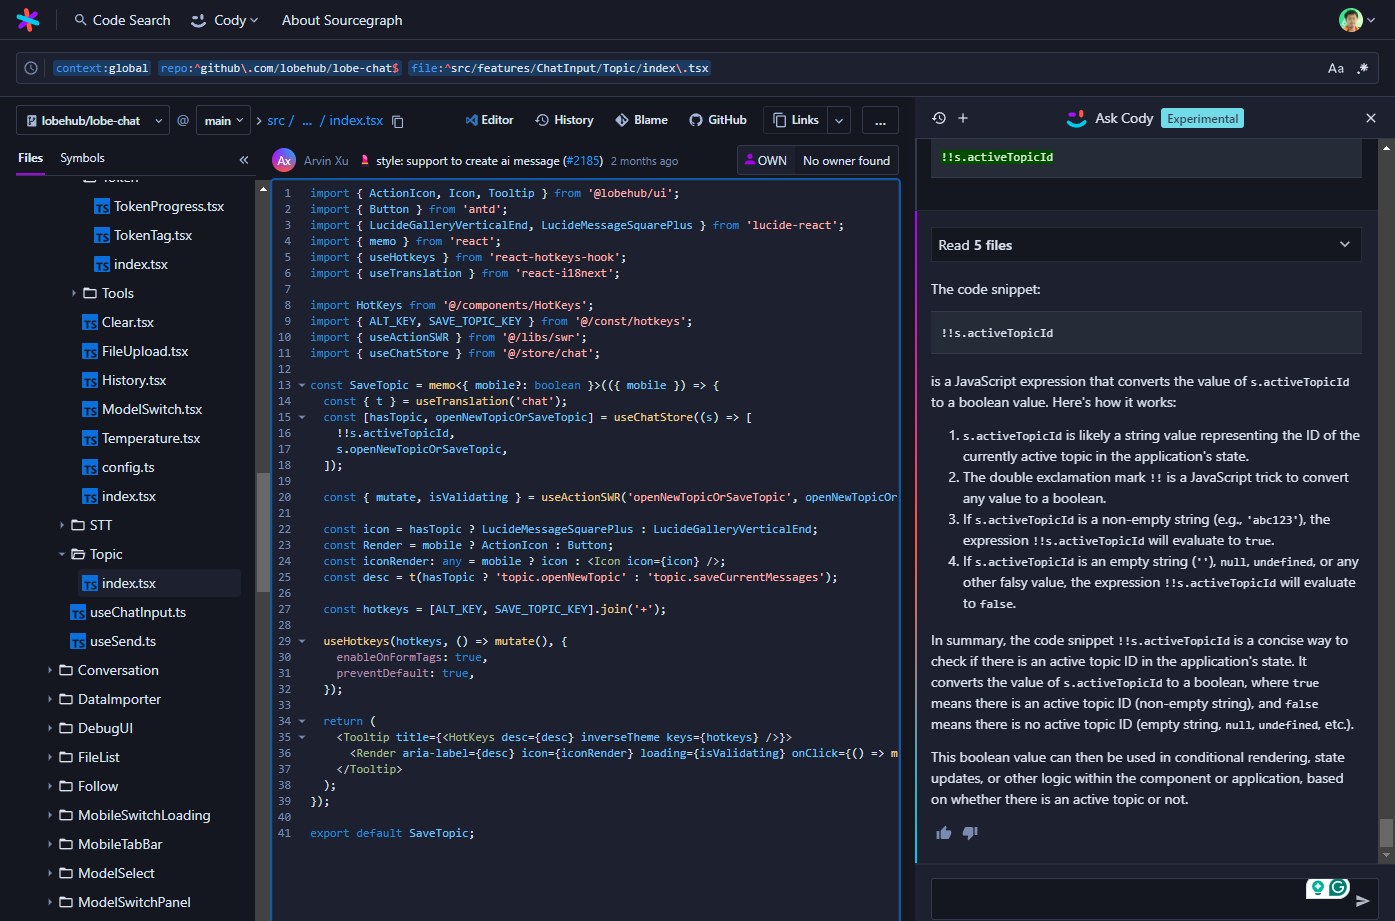 Code Search Cody About Sourcegraph
context:global repo:^github\.com/lobehub/lobe-chat$ file:^src/features/ChatInput/Topic/index\.tsx
Aa .*
lobehub/lobe-chat @ main > src / ... / index.tsx
Editor History Blame GitHub Links ...
Files Symbols «
Ax Arvin Xu style: support to create ai message (#2185) 2 months ago
OWN No owner found
Token
TokenProgress.tsx
TokenTag.tsx
index.tsx
Tools
Clear.tsx
FileUpload.tsx
History.tsx
ModelSwitch.tsx
Temperature.tsx
config.ts
index.tsx
STT
Topic
index.tsx
useChatInput.ts
useSend.ts
Conversation
DataImporter
DebugUI
FileList
Follow
MobileSwitchLoading
MobileTabBar
ModelSelect
ModelSwitchPanel
1 import { ActionIcon, Icon, Tooltip } from '@lobehub/ui';
2 import { Button } from 'antd';
3 import { LucideGalleryVerticalEnd, LucideMessageSquarePlus } from 'lucide-react';
4 import { memo } from 'react';
5 import { useHotkeys } from 'react-hotkeys-hook';
6 import { useTranslation } from 'react-i18next';
7
8 import HotKeys from '@/components/HotKeys';
9 import { ALT_KEY, SAVE_TOPIC_KEY } from '@/const/hotkeys';
10 import { useActionSWR } from '@/libs/swr';
11 import { useChatStore } from '@/store/chat';
12
13 const SaveTopic = memo<{ mobile?: boolean }>(({ mobile }) => {
14 const { t } = useTranslation('chat');
15 const [hasTopic, openNewTopicOrSaveTopic] = useChatStore((s) => [
16 !!s.activeTopicId,
17 s.openNewTopicOrSaveTopic,
18 ]);
19
20 const { mutate, isValidating } = useActionSWR('openNewTopicOrSaveTopic', openNewTopicOr
21
22 const icon = hasTopic ? LucideMessageSquarePlus : LucideGalleryVerticalEnd;
23 const Render = mobile ? ActionIcon : Button;
24 const iconRender: any = mobile ? icon : <Icon icon={icon} />;
25 const desc = t(hasTopic ? 'topic.openNewTopic' : 'topic.saveCurrentMessages');
26
27 const hotkeys = [ALT_KEY, SAVE_TOPIC_KEY].join('+');
28
29 useHotkeys(hotkeys, () => mutate(), {
30 enableOnFormTags: true,
31 preventDefault: true,
32 });
33
34 return (
35 <Tooltip title={<HotKeys desc={desc} inverseTheme keys={hotkeys} />}>
36 <Render aria-label={desc} icon={iconRender} loading={isValidating} onClick={() => m
37 </Tooltip>
38 );
39 });
40
41 export default SaveTopic;
Ask Cody Experimental
!!s.activeTopicId
Read 5 files
The code snippet:
!!s.activeTopicId
is a JavaScript expression that converts the value of s.activeTopicId
to a boolean value. Here's how it works:
1. s.activeTopicId is likely a string value representing the ID of the
currently active topic in the application's state.
2. The double exclamation mark !! is a JavaScript trick to convert
any value to a boolean.
3. If s.activeTopicId is a non-empty string (e.g., 'abc123'), the
expression !!s.activeTopicId will evaluate to true.
4. If s.activeTopicId is an empty string (''), null, undefined, or any
other falsy value, the expression !!s.activeTopicId will evaluate
to false.
In summary, the code snippet !!s.activeTopicId is a concise way to
check if there is an active topic ID in the application's state. It
converts the value of s.activeTopicId to a boolean, where true
means there is an active topic ID (non-empty string), and false
means there is no active topic ID (empty string, null, undefined, etc.).
This boolean value can then be used in conditional rendering, state
updates, or other logic within the component or application, based
on whether there is an active topic or not.